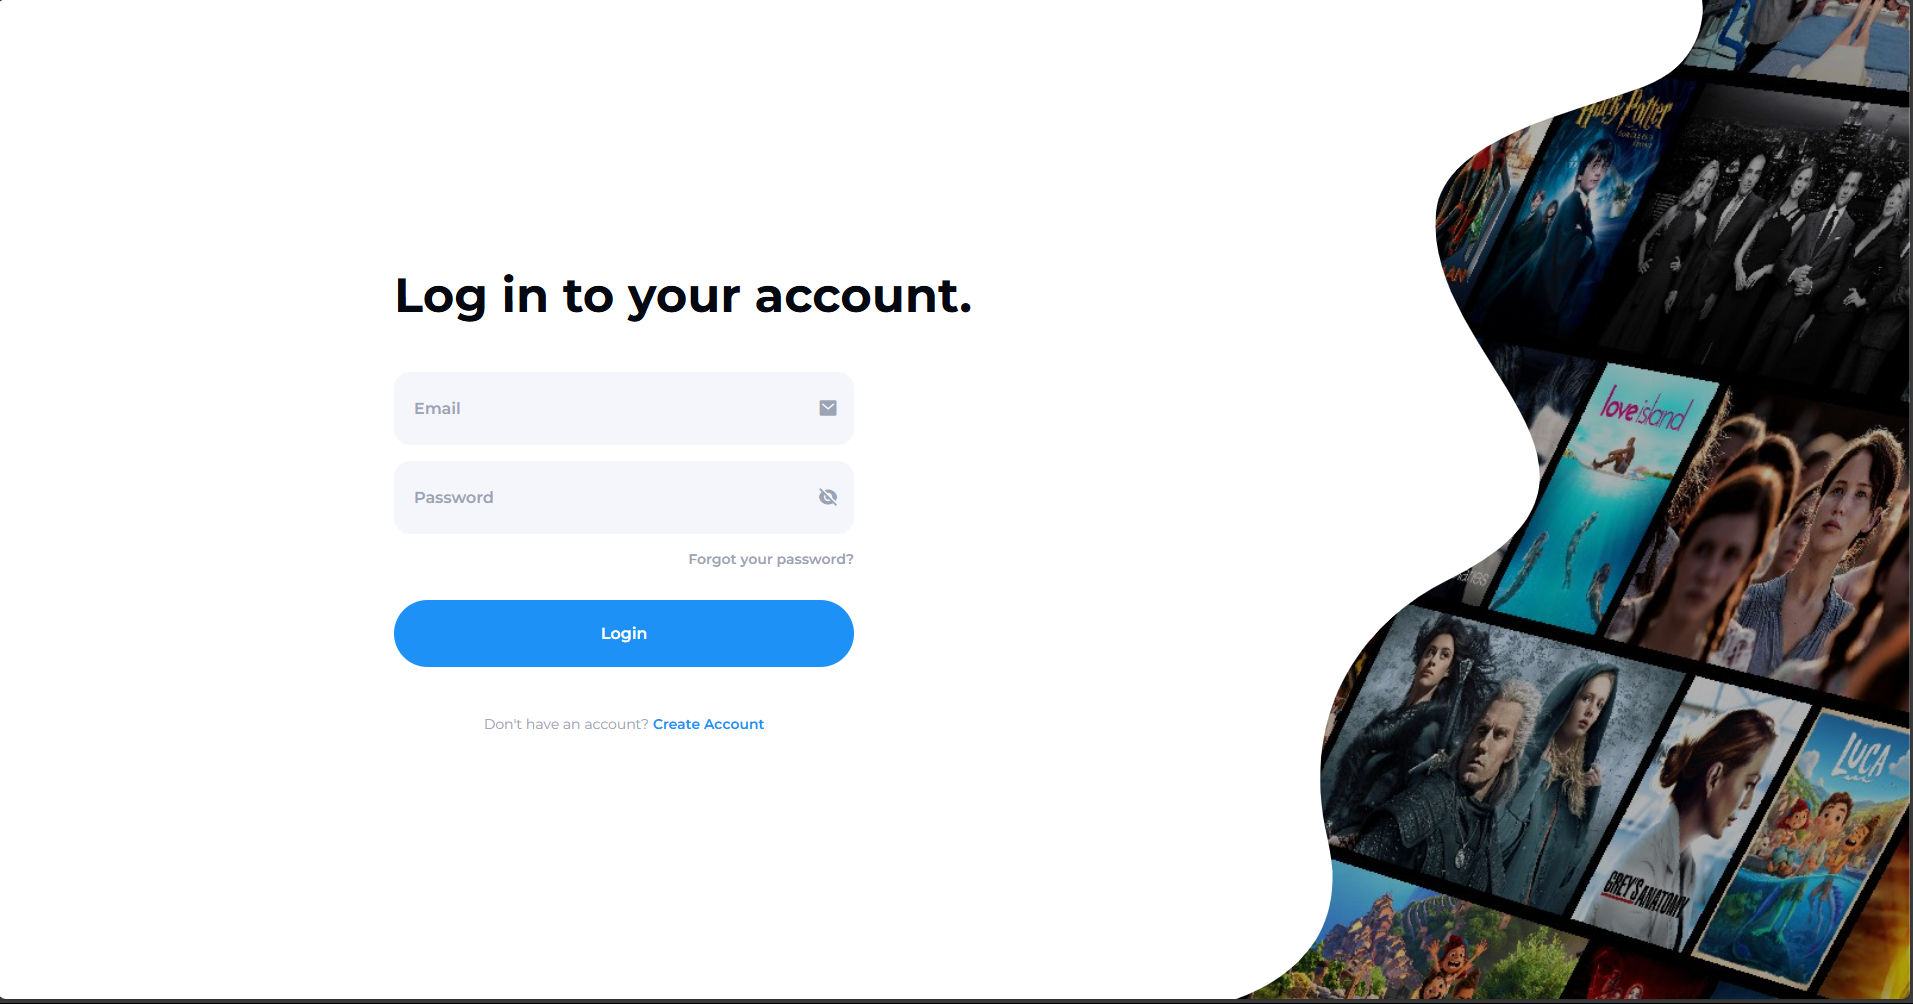 Log in to your account.
Email
Password
Forgot your password?
Login
Don't have an account? Create Account
Harry Potter
love island
LUCA
GREY'S ANATOMY